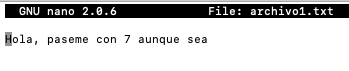 GNU nano 2.0.6 File: archivo1.txt
Hola, paseme con 7 aunque sea